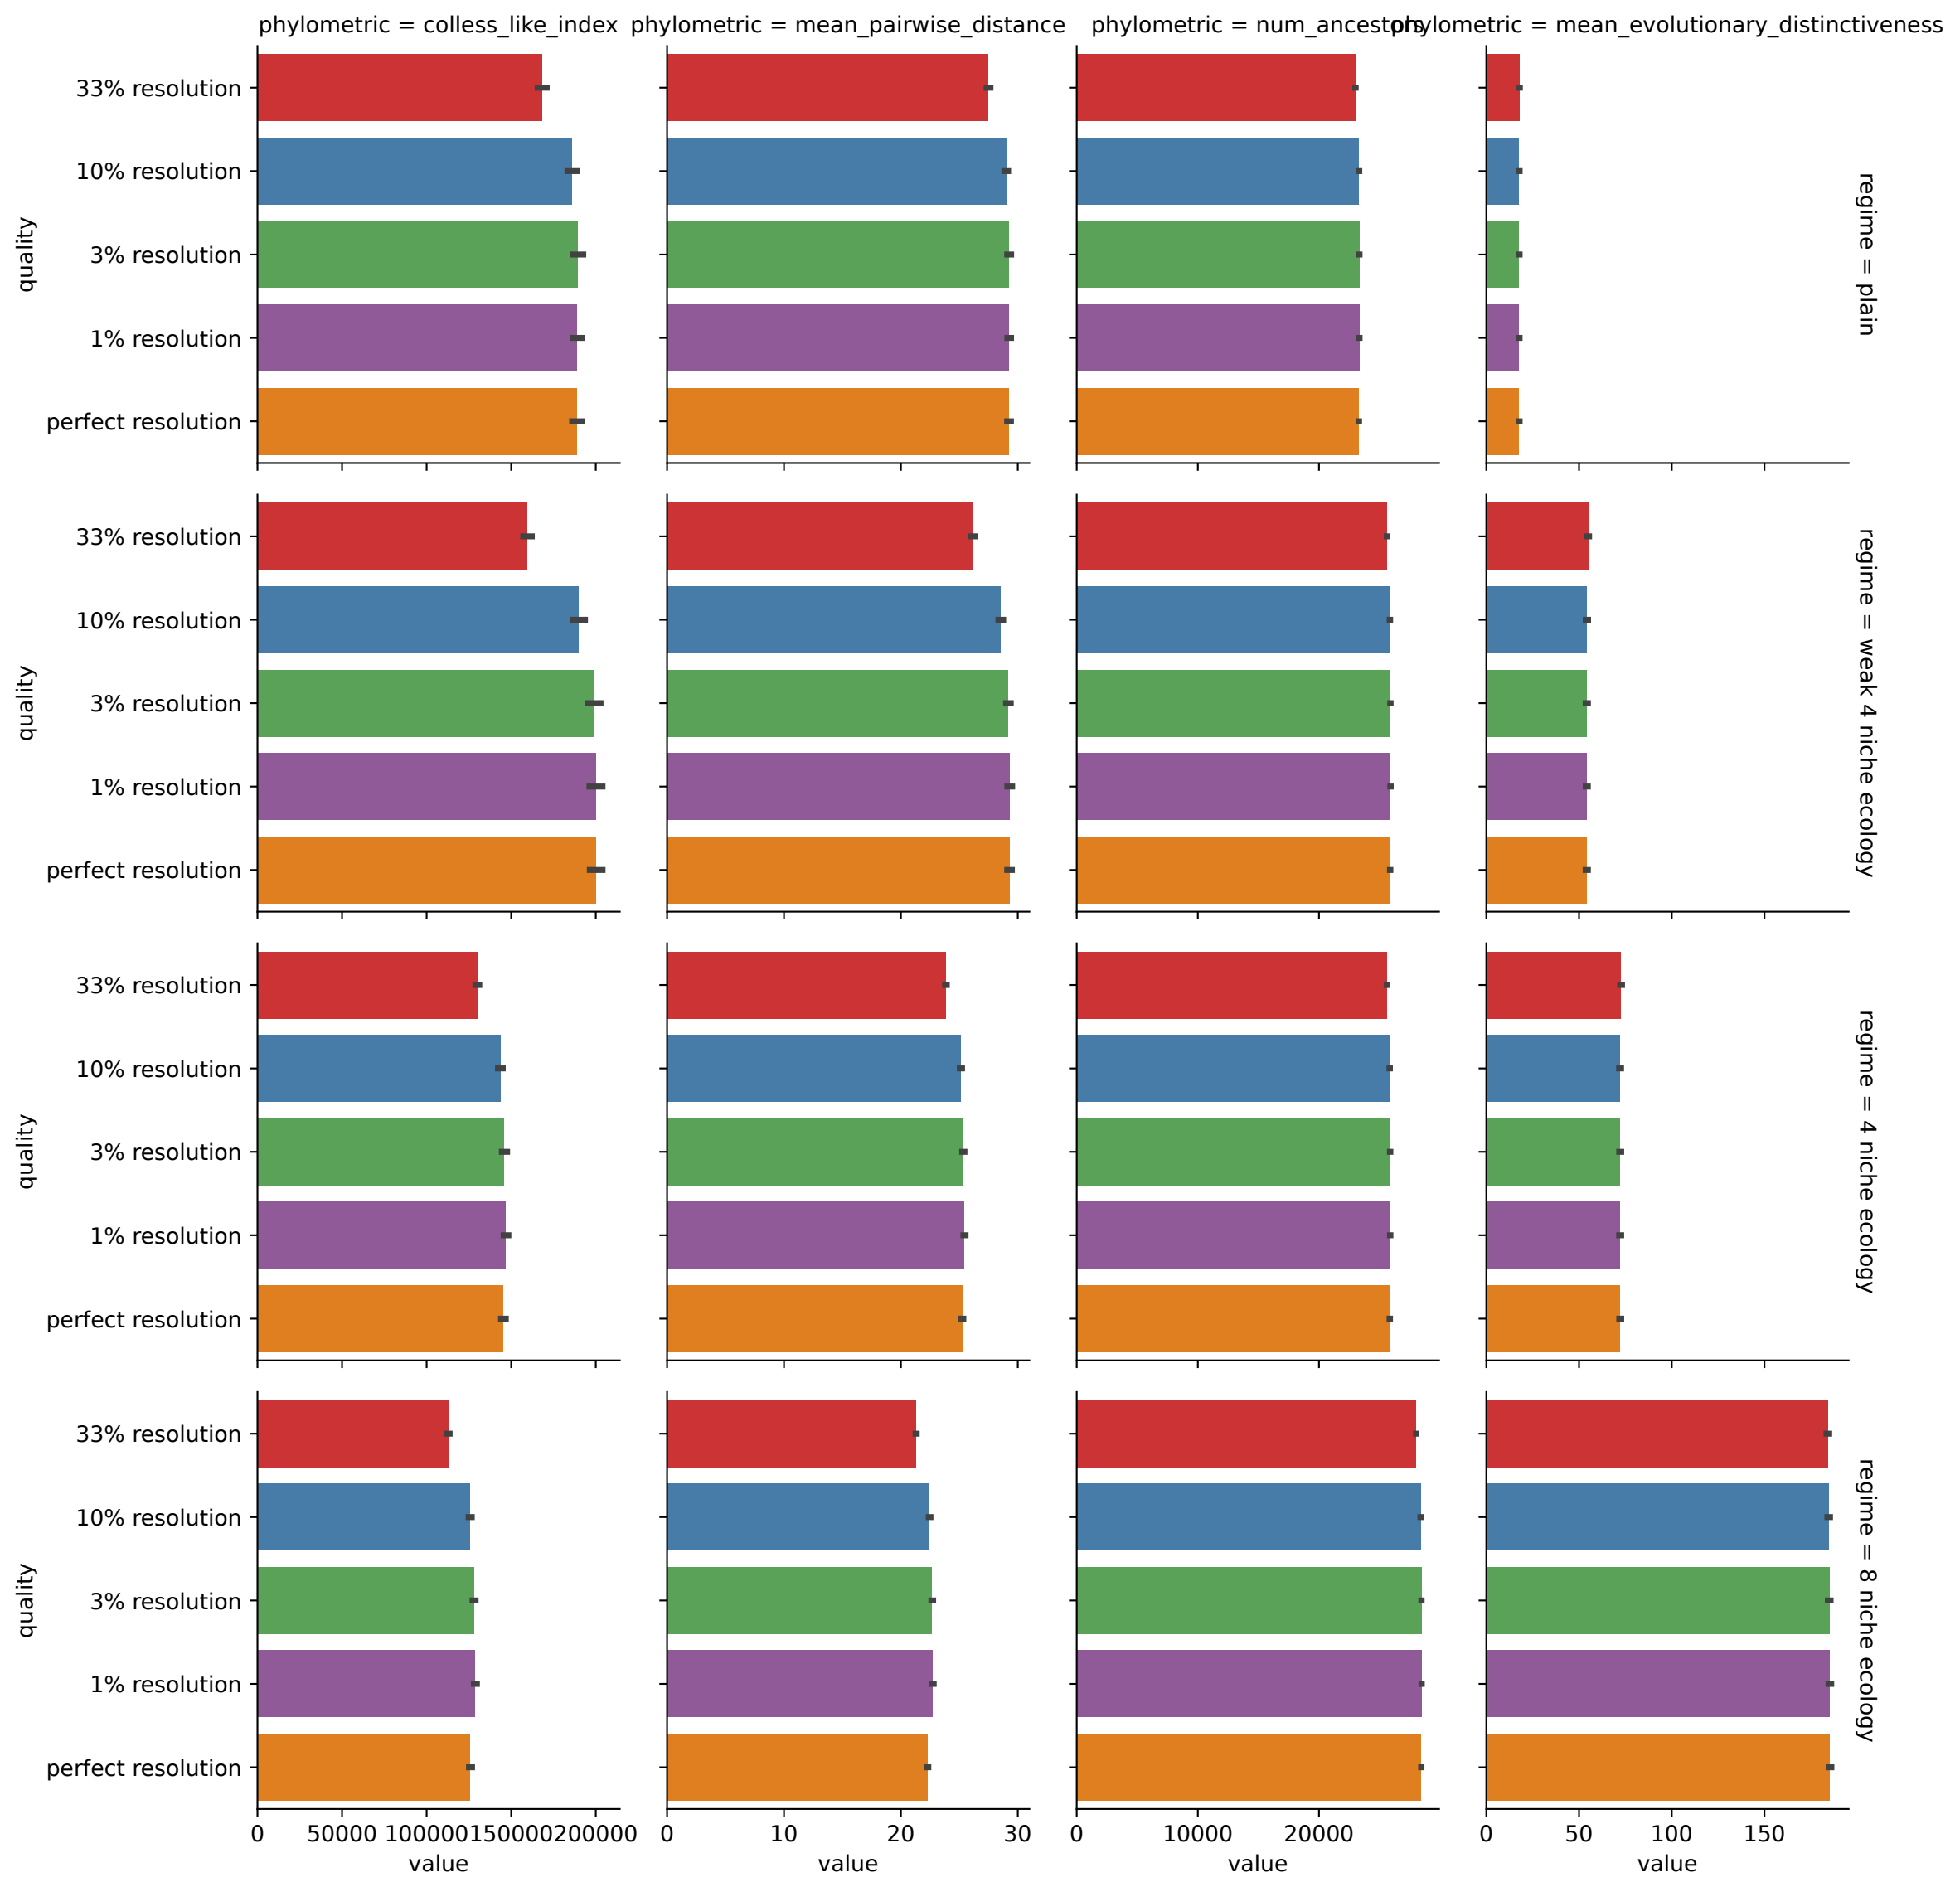 phylometric = colless_like_index
phylometric = mean_pairwise_distance
phylometric = num_ancestors
phylometric = mean_evolutionary_distinctiveness
quality
33% resolution
10% resolution
3% resolution
1% resolution
perfect resolution
regime = plain
quality
33% resolution
10% resolution
3% resolution
1% resolution
perfect resolution
regime = weak 4 niche ecology
quality
33% resolution
10% resolution
3% resolution
1% resolution
perfect resolution
regime = 4 niche ecology
quality
33% resolution
10% resolution
3% resolution
1% resolution
perfect resolution
regime = 8 niche ecology
0 50000 100000 150000 200000
value
0 10 20 30
value
0 10000 20000
value
0 50 100 150
value